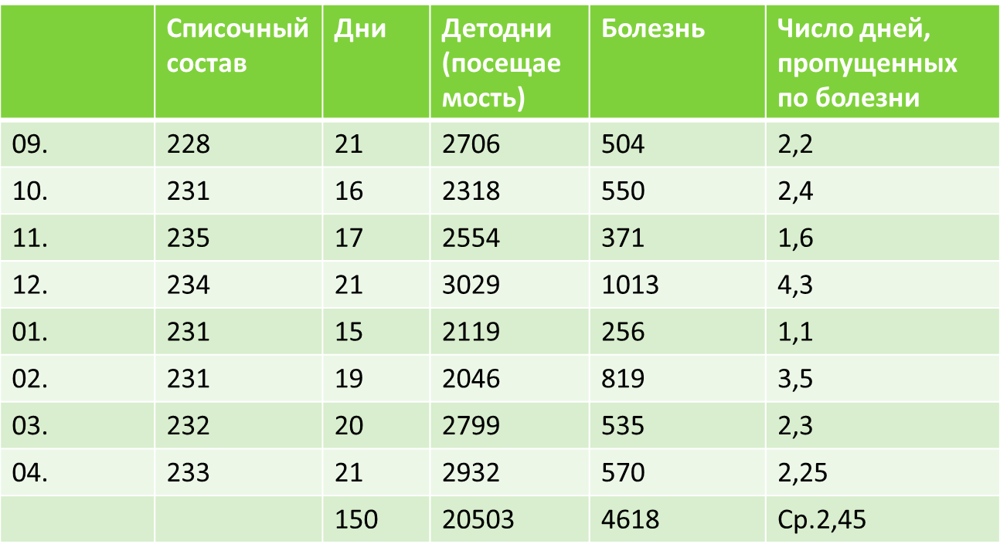 Списочный состав Дни Детодни (посещае мость) Болезнь Число дней, пропущенных по болезни
09. 228 21 2706 504 2,2
10. 231 16 2318 550 2,4
11. 235 17 2554 371 1,6
12. 234 21 3029 1013 4,3
01. 231 15 2119 256 1,1
02. 231 19 2046 819 3,5
03. 232 20 2799 535 2,3
04. 233 21 2932 570 2,25
150 20503 4618 Ср.2,45